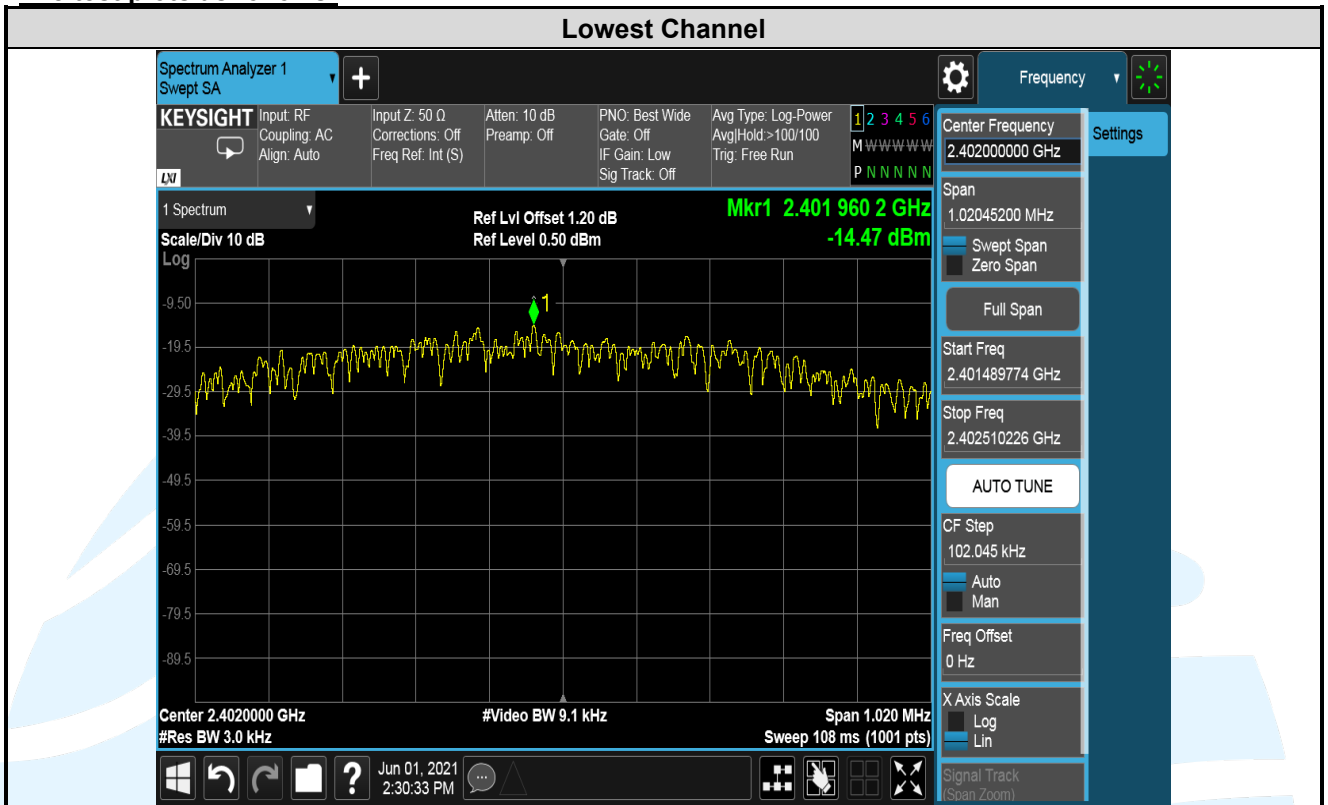 Lowest Channel
Spectrum Analyzer 1
Swept SA
Frequency
KEYSIGHT
Input: RF
Coupling: AC
Align: Auto
Input Z: 50 Ω
Corrections: Off
Freq Ref: Int (S)
Atten: 10 dB
Preamp: Off
PNO: Best Wide
Gate: Off
IF Gain: Low
Sig Track: Off
Avg Type: Log-Power
Avg|Hold:>100/100
Trig: Free Run
1 2 3 4 5 6
M W W W W W
P N N N N N
LXI
1 Spectrum
Scale/Div 10 dB
Ref Lvl Offset 1.20 dB
Ref Level 0.50 dBm
Mkr1 2.401 960 2 GHz
-14.47 dBm
Log
1
-9.50
-19.5
-29.5
-39.5
-49.5
-59.5
-69.5
-79.5
-89.5
Center 2.4020000 GHz
#Video BW 9.1 kHz
Span 1.020 MHz
#Res BW 3.0 kHz
Sweep 108 ms (1001 pts)
Center Frequency
2.402000000 GHz
Settings
Span
1.02045200 MHz
Swept Span
Zero Span
Full Span
Start Freq
2.401489774 GHz
Stop Freq
2.402510226 GHz
AUTO TUNE
CF Step
102.045 kHz
Auto
Man
Freq Offset
0 Hz
X Axis Scale
Log
Lin
Signal Track
(Span Zoom)
?
Jun 01, 2021
2:30:33 PM